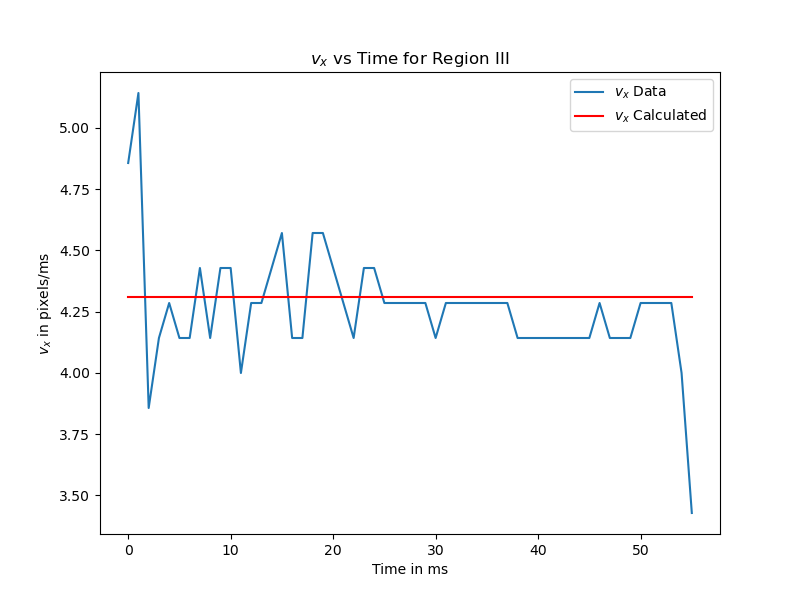 v_x vs Time for Region III
v_x Data
v_x Calculated
v_x in pixels/ms
5.00
4.75
4.50
4.25
4.00
3.75
3.50
0 10 20 30 40 50
Time in ms